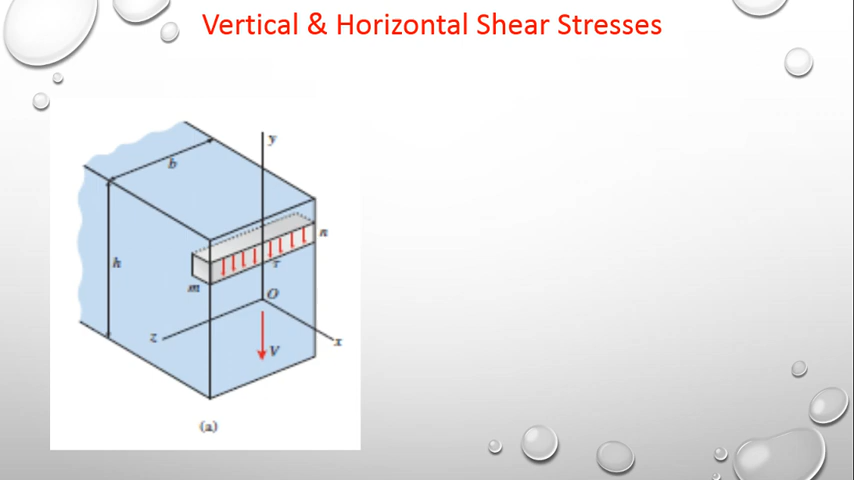 Vertical & Horizontal Shear Stresses
y
b
n
h
τ
m
O
z
x
V
(a)